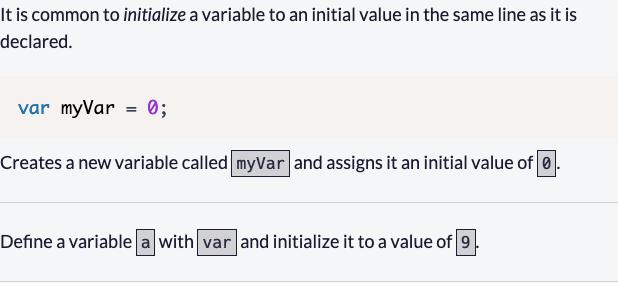 It is common to initialize a variable to an initial value in the same line as it is
declared.
var myVar = 0;
Creates a new variable called myVar and assigns it an initial value of 0.
Define a variable a with var and initialize it to a value of 9.